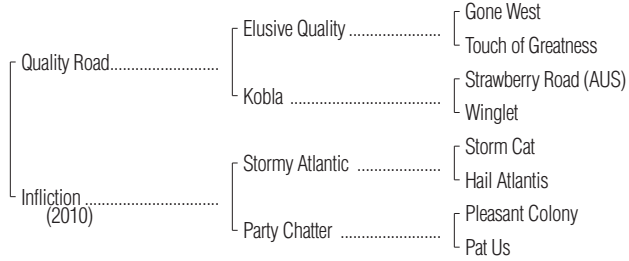 Gone West
Elusive Quality ....................
Touch of Greatness
Quality Road........................
Strawberry Road (AUS)
Kobla .................................
Winglet
Storm Cat
Stormy Atlantic ..................
Hail Atlantis
Infliction .............................
(2010)
Pleasant Colony
Party Chatter ......................
Pat Us